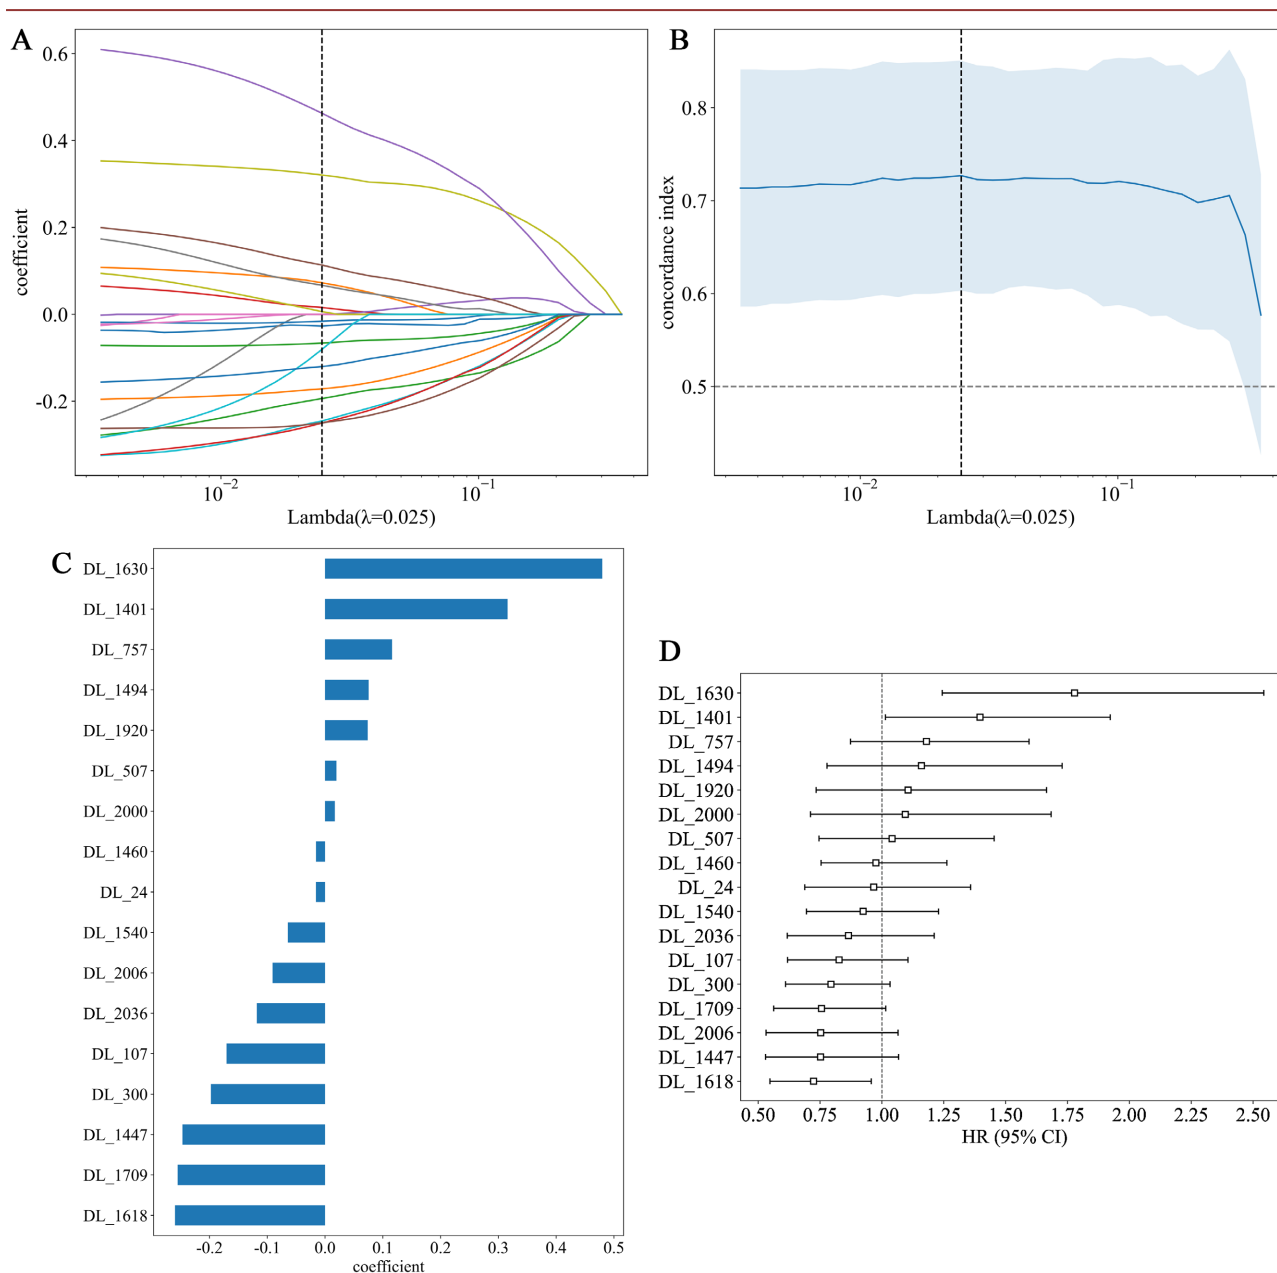 A
0.6
0.4
0.2
0.0
-0.2
coefficient
10⁻²
10⁻¹
Lambda(λ=0.025)
B
0.8
0.7
0.6
0.5
concordance index
10⁻²
10⁻¹
Lambda(λ=0.025)
C
DL_1630
DL_1401
DL_757
DL_1494
DL_1920
DL_507
DL_2000
DL_1460
DL_24
DL_1540
DL_2006
DL_2036
DL_107
DL_300
DL_1447
DL_1709
DL_1618
-0.2 -0.1 0.0 0.1 0.2 0.3 0.4 0.5
coefficient
D
DL_1630
DL_1401
DL_757
DL_1494
DL_1920
DL_2000
DL_507
DL_1460
DL_24
DL_1540
DL_2036
DL_107
DL_300
DL_1709
DL_2006
DL_1447
DL_1618
0.50 0.75 1.00 1.25 1.50 1.75 2.00 2.25 2.50
HR (95% CI)